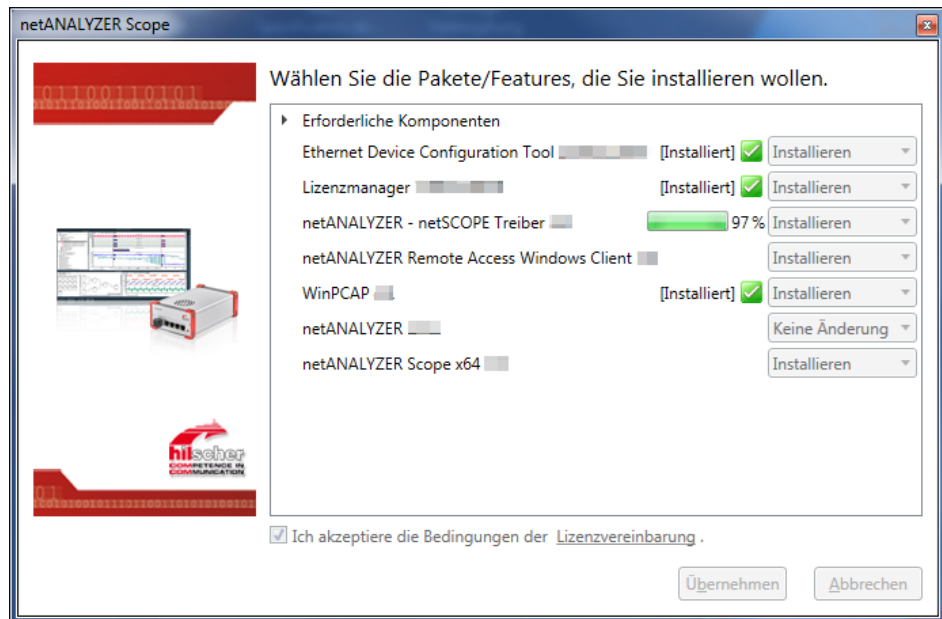 netANALYZER Scope
Wählen Sie die Pakete/Features, die Sie installieren wollen.
Erforderliche Komponenten
Ethernet Device Configuration Tool [Installiert] Installieren
Lizenzmanager [Installiert] Installieren
netANALYZER - netSCOPE Treiber 97 % Installieren
netANALYZER Remote Access Windows Client Installieren
WinPCAP [Installiert] Installieren
netANALYZER Keine Änderung
netANALYZER Scope x64 Installieren
hilscher
COMPETENCE IN
COMMUNICATION
Ich akzeptiere die Bedingungen der Lizenzvereinbarung .
Übernehmen Abbrechen